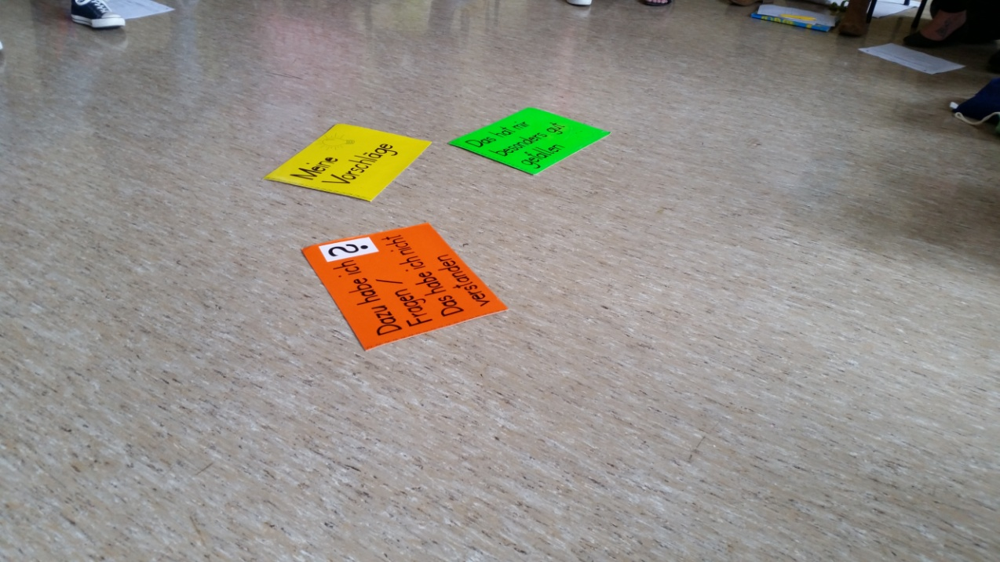 Meine
Vorschläge
Das hat mir
besonders gut
gefallen
?
Dazu habe ich
Fragen /
Das habe ich nicht
verstanden